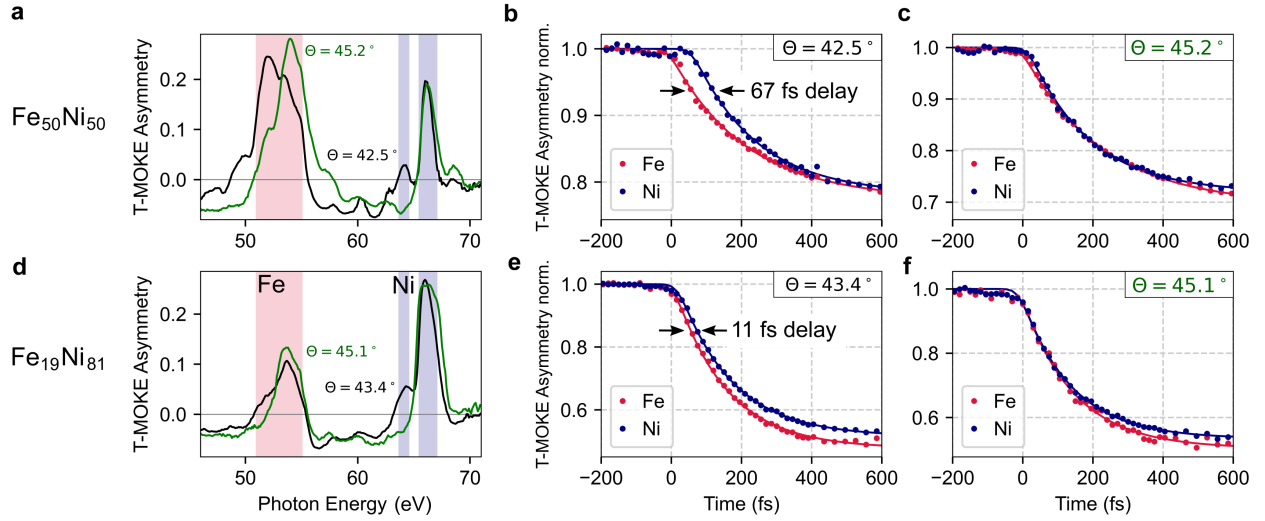 a
Fe50Ni50
T-MOKE Asymmetry
0.2
0.1
0.0
Θ = 45.2°
Θ = 42.5°
50
60
70
b
T-MOKE Asymmetry norm.
1.0
0.9
0.8
Θ = 42.5°
67 fs delay
Fe
Ni
−200
0
200
400
600
c
1.0
0.9
0.8
0.7
Θ = 45.2°
Fe
Ni
−200
0
200
400
600
d
Fe19Ni81
T-MOKE Asymmetry
0.2
0.1
0.0
Fe
Ni
Θ = 45.1°
Θ = 43.4°
50
60
70
Photon Energy (eV)
e
T-MOKE Asymmetry norm.
1.0
0.8
0.6
Θ = 43.4°
11 fs delay
Fe
Ni
−200
0
200
400
600
Time (fs)
f
1.0
0.8
0.6
Θ = 45.1°
Fe
Ni
−200
0
200
400
600
Time (fs)